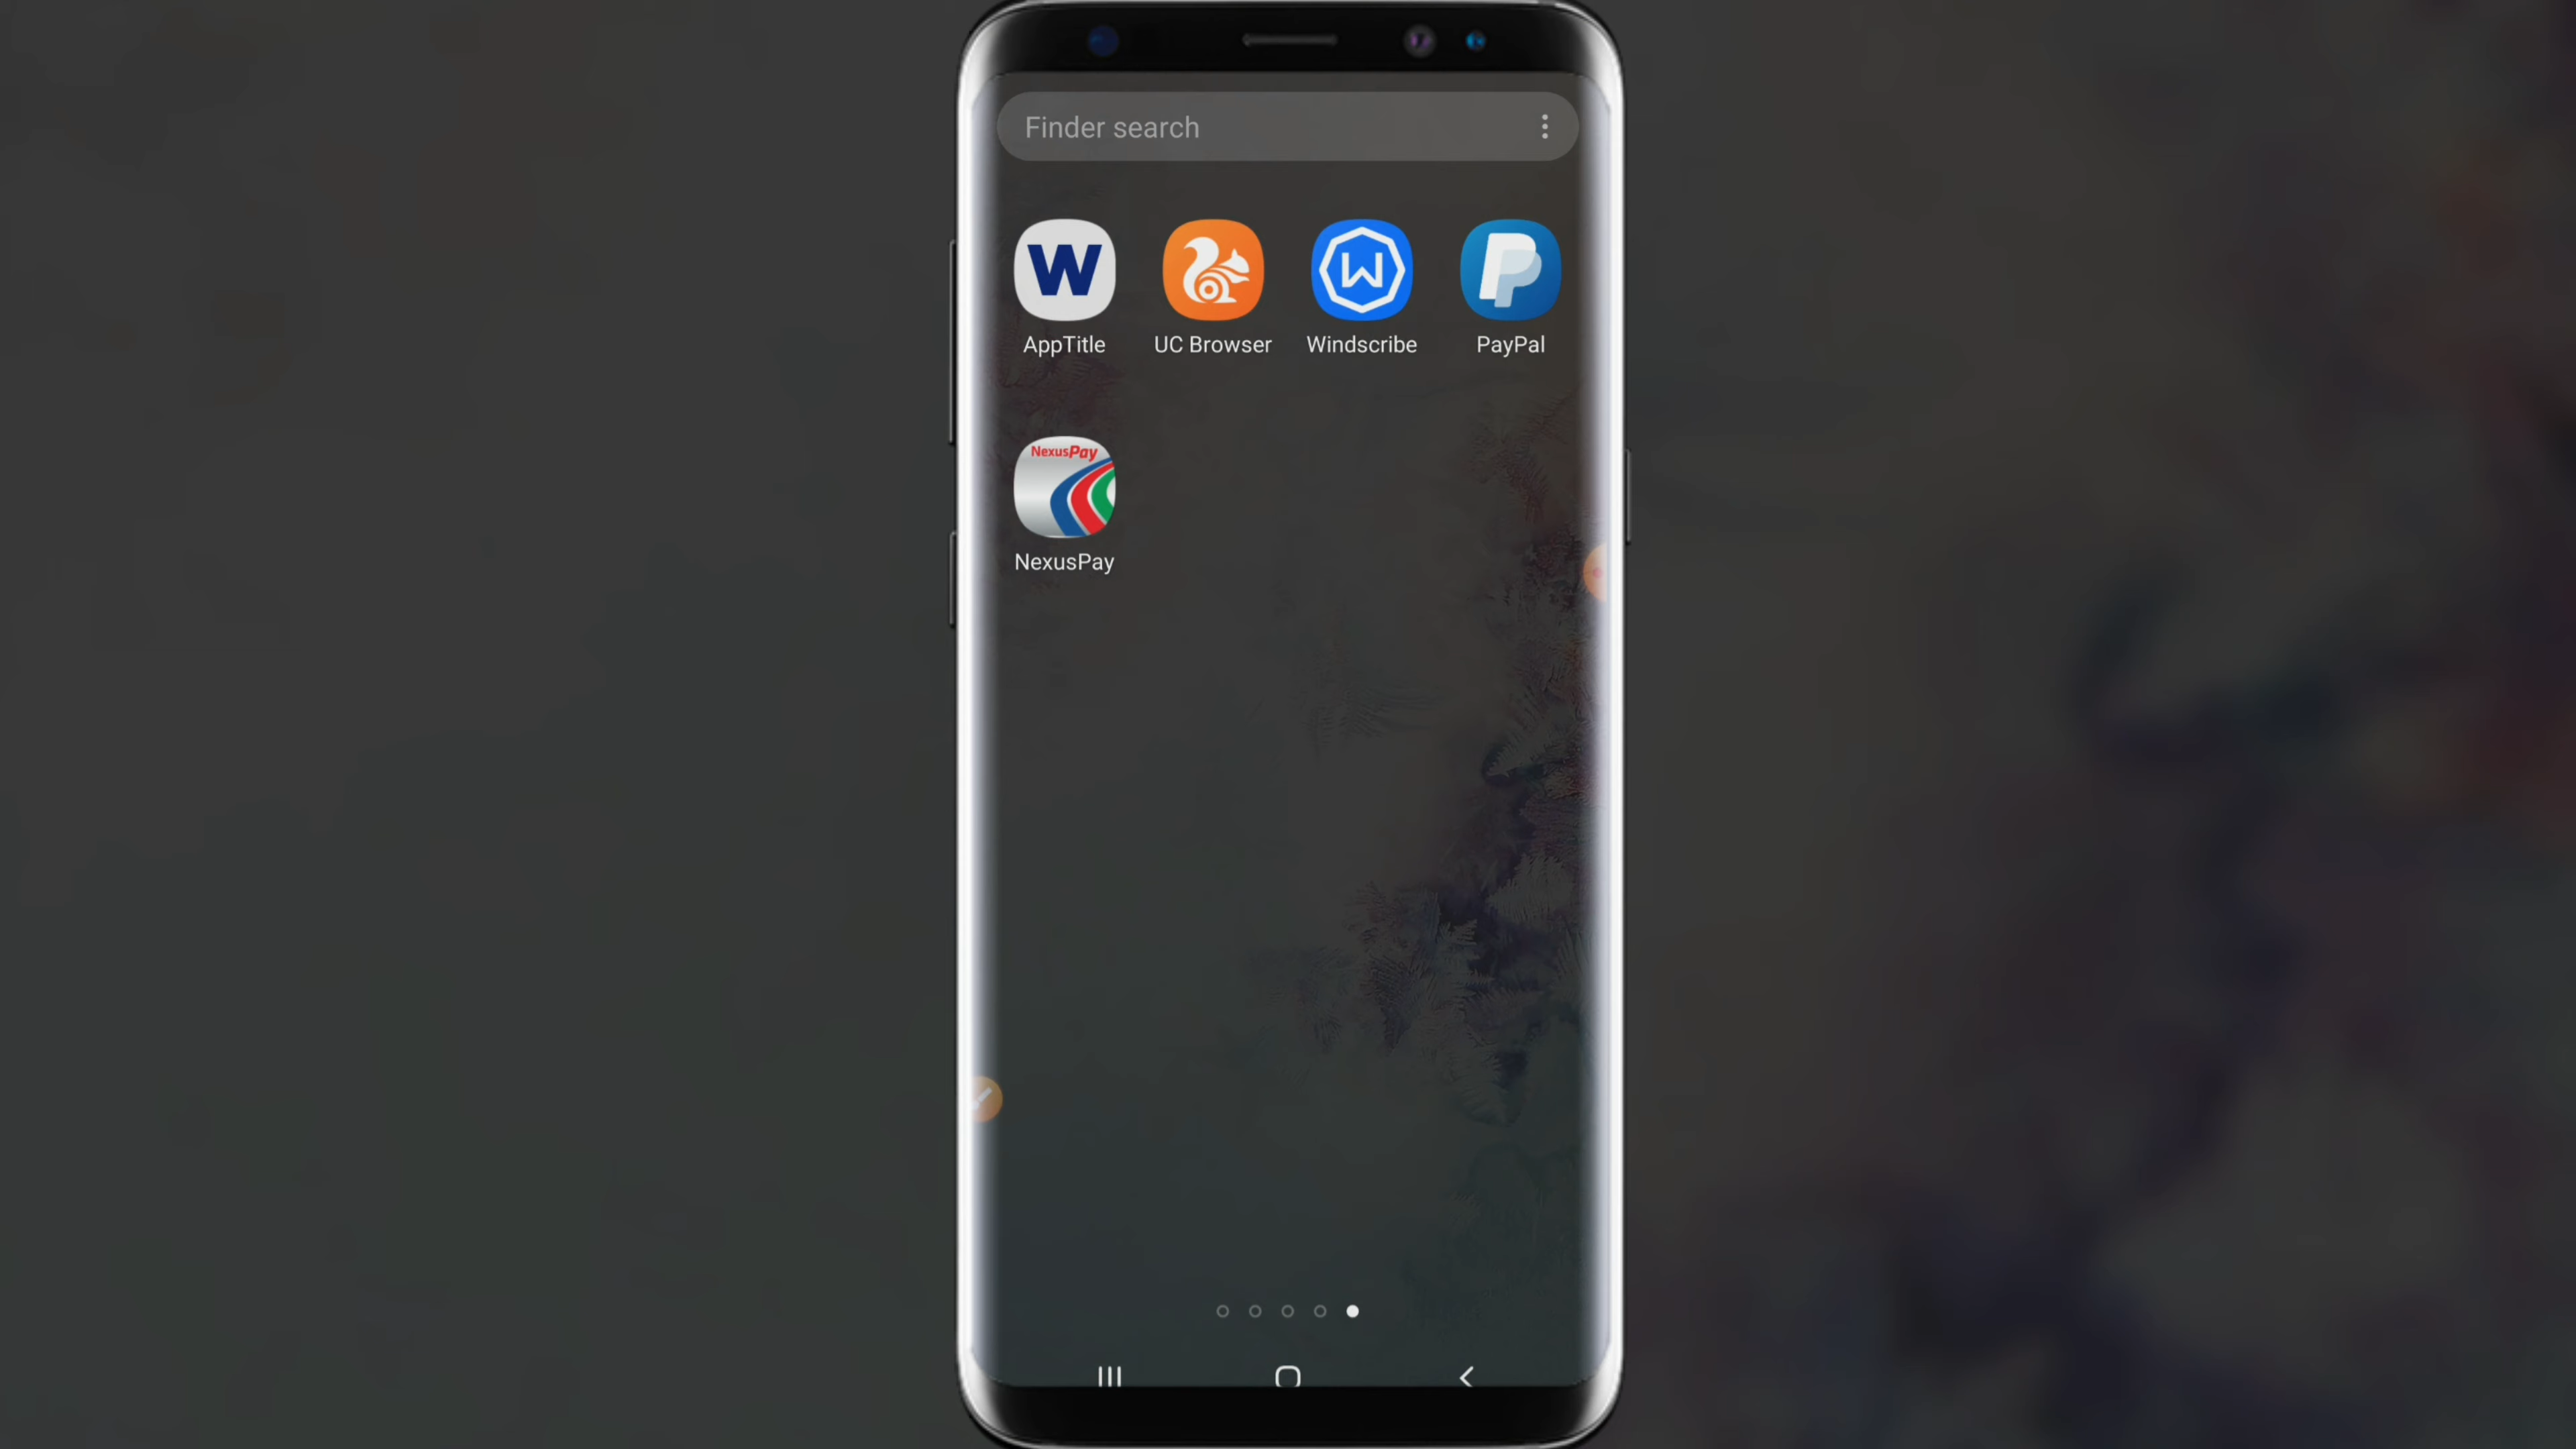 Finder search
W
AppTitle
UC Browser
W
Windscribe
P
PayPal
NexusPay
NexusPay